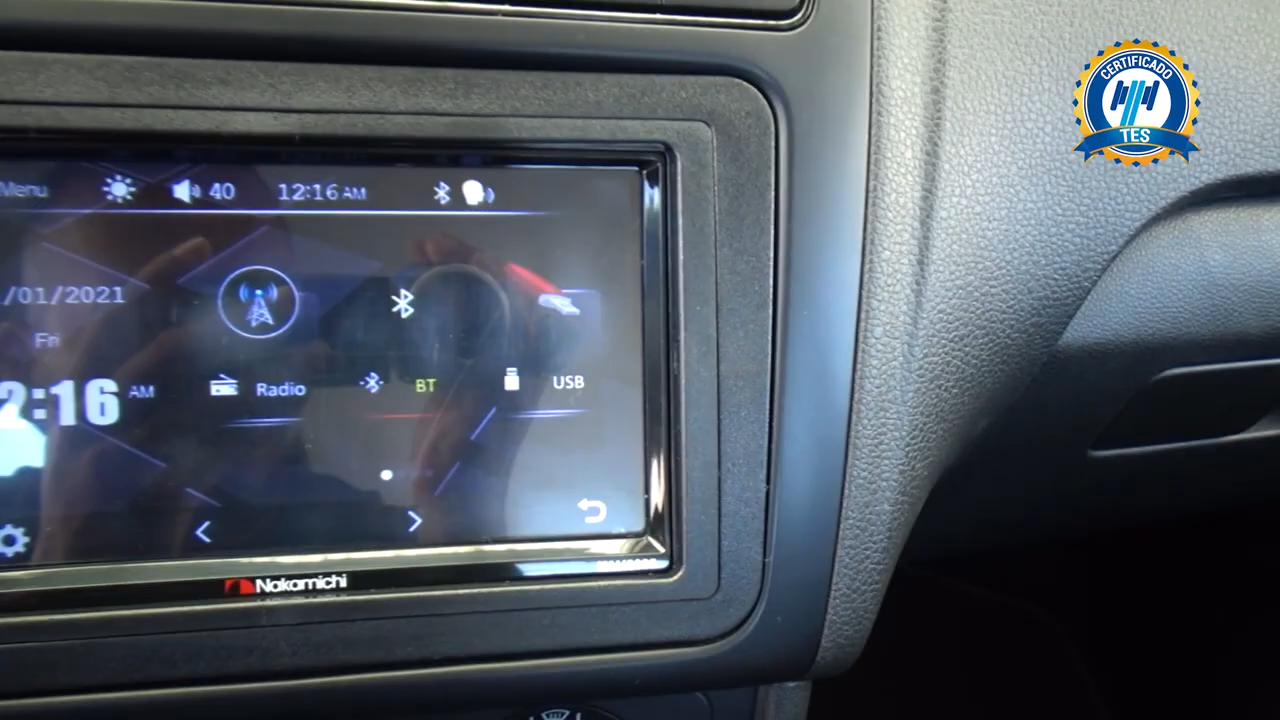 CERTIFICADO
TES
Menu 40 12:16 AM
/01/2021
Fri
2:16 AM
Radio BT USB
Nakamichi